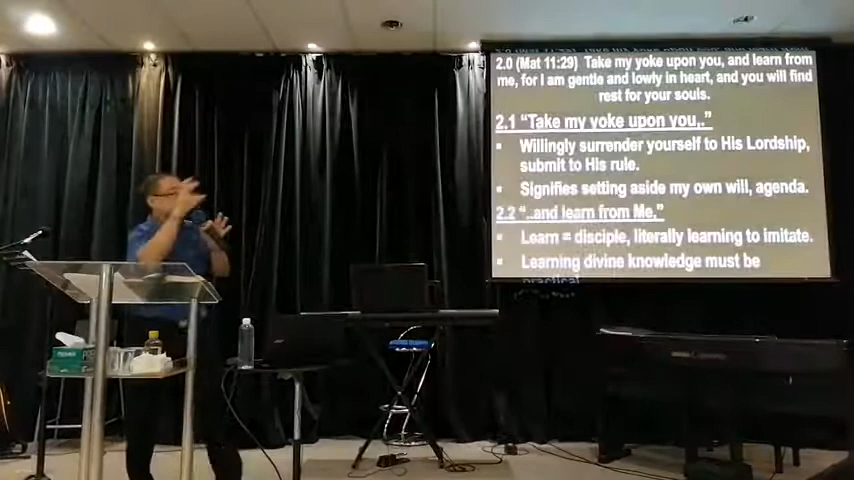 2.0 (Mat 11:29) Take my yoke upon you, and learn from
me, for I am gentle and lowly in heart, and you will find
rest for your souls.
2.1 “Take my yoke upon you,.”
• Willingly surrender yourself to His Lordship,
submit to His rule.
• Signifies setting aside my own will, agenda.
2.2 “..and learn from Me.”
• Learn = disciple, literally learning to imitate.
• Learning divine knowledge must be
practical
PREMIER